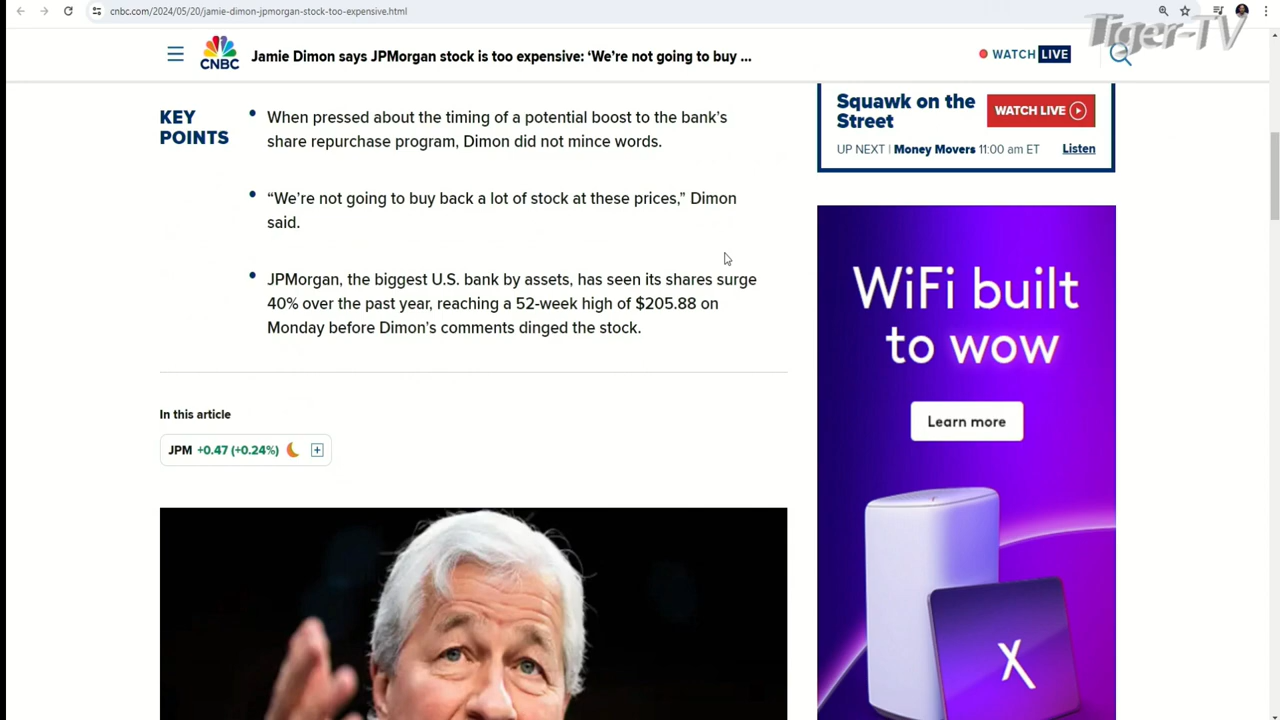 cnbc.com/2024/05/20/jamie-dimon-jpmorgan-stock-too-expensive.html
Tiger-TV
CNBC
Jamie Dimon says JPMorgan stock is too expensive: ‘We’re not going to buy ...
WATCH LIVE
KEY
POINTS
When pressed about the timing of a potential boost to the bank’s
share repurchase program, Dimon did not mince words.
“We’re not going to buy back a lot of stock at these prices,” Dimon
said.
JPMorgan, the biggest U.S. bank by assets, has seen its shares surge
40% over the past year, reaching a 52-week high of $205.88 on
Monday before Dimon’s comments dinged the stock.
In this article
JPM +0.47 (+0.24%)
Squawk on the
Street
WATCH LIVE
UP NEXT | Money Movers 11:00 am ET
Listen
WiFi built
to wow
Learn more
X